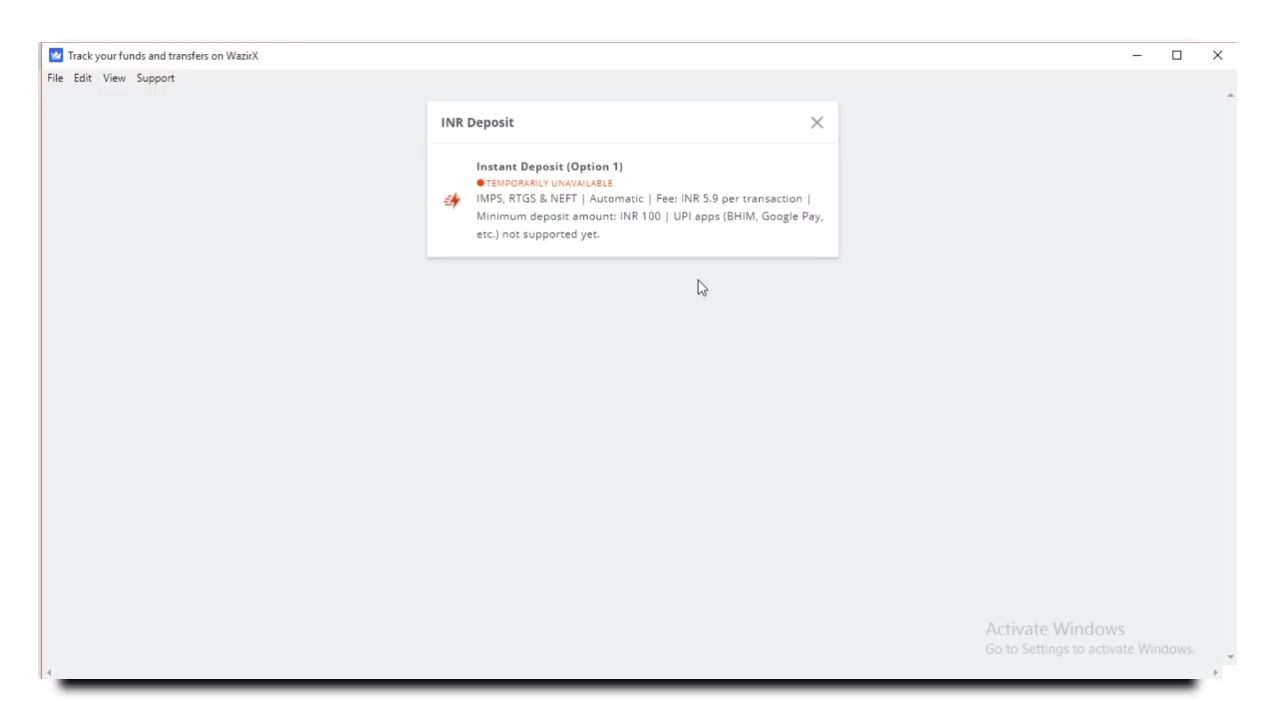 Track your funds and transfers on WazirX
File Edit View Support
INR Deposit
Instant Deposit (Option 1)
TEMPORARILY UNAVAILABLE
IMPS, RTGS & NEFT | Automatic | Fee: INR 5.9 per transaction |
Minimum deposit amount: INR 100 | UPI apps (BHIM, Google Pay,
etc.) not supported yet.
Activate Windows
Go to Settings to activate Windows.